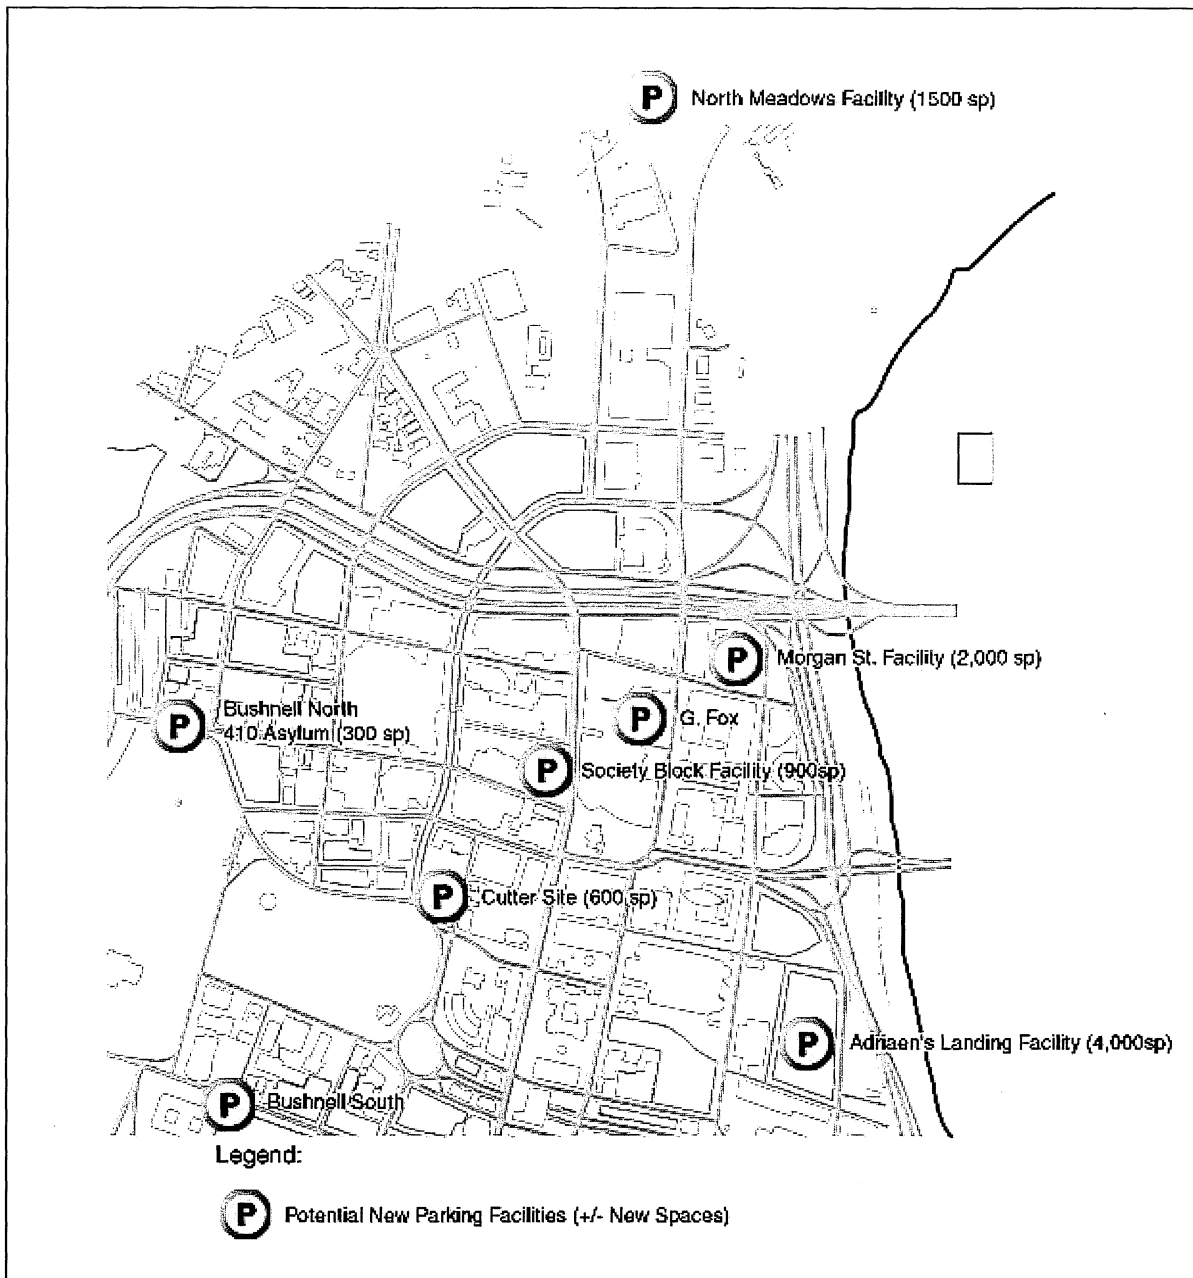 P North Meadows Facility (1500 sp)
P Morgan St. Facility (2,000 sp)
P Bushnell North
410 Asylum (300 sp)
P G. Fox
P Society Block Facility (900sp)
P Cutter Site (600 sp)
P Adriaen's Landing Facility (4,000sp)
P Bushnell South
Legend:
P Potential New Parking Facilities (+/- New Spaces)